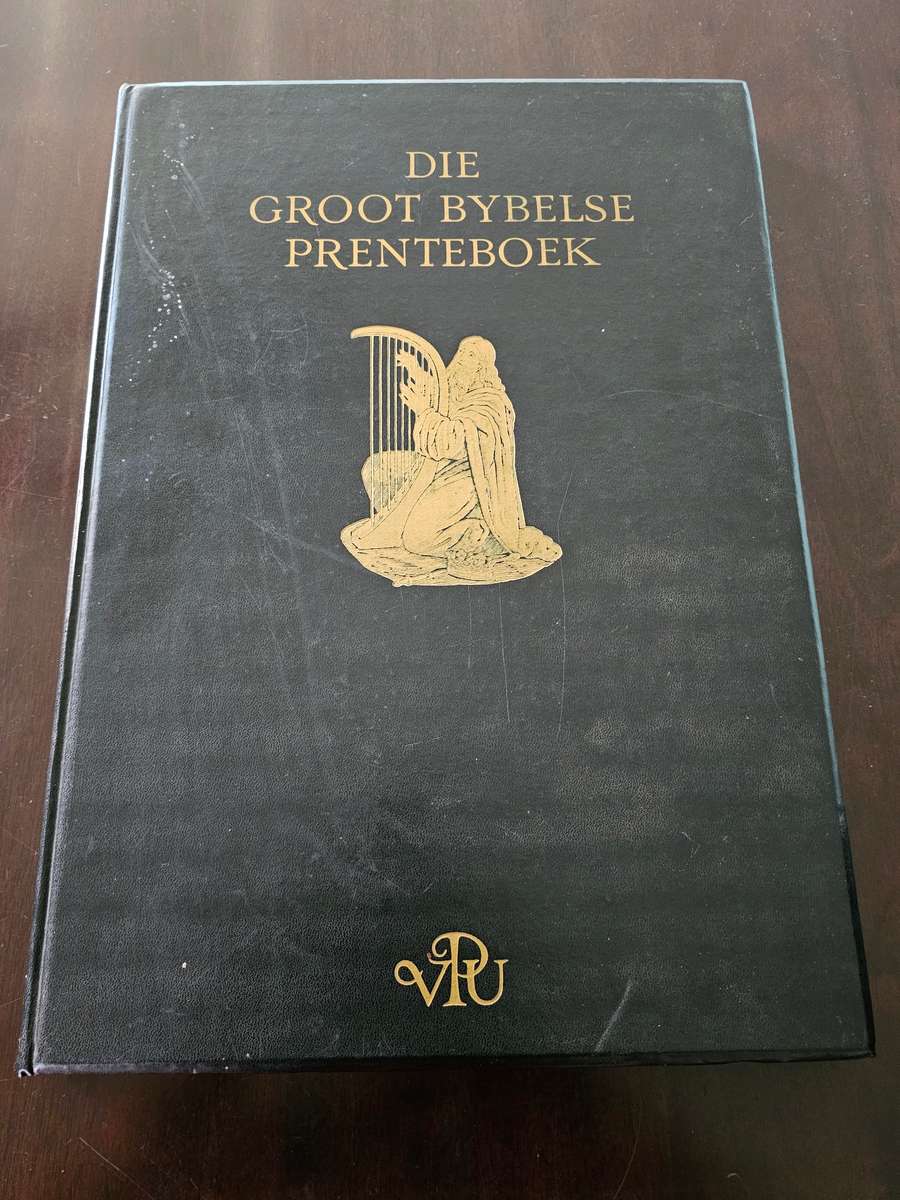 DIE
GROOT BYBELSE
PRENTEBOEK
VPU